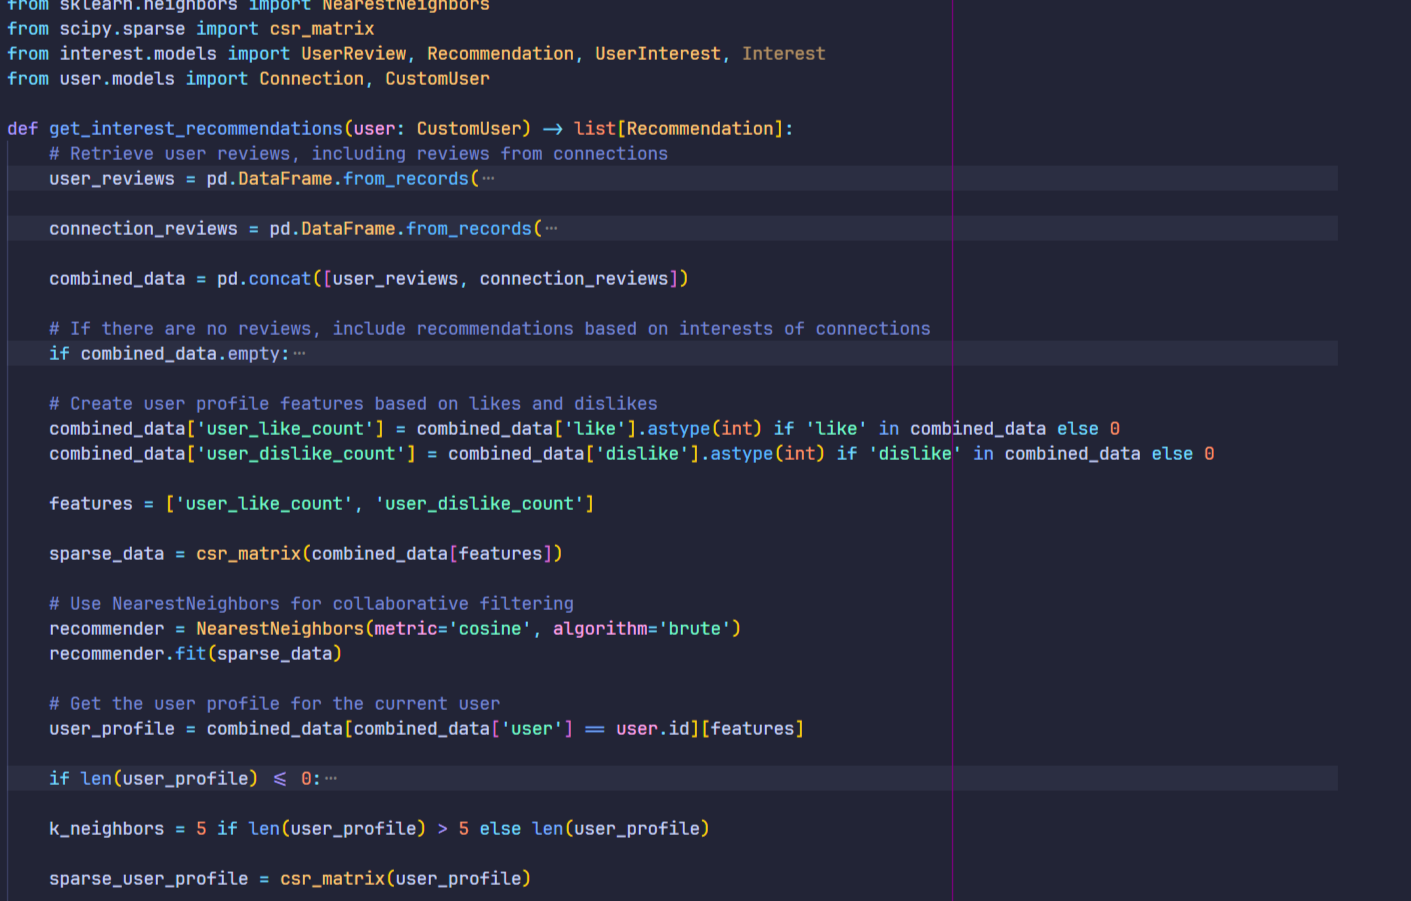 from sklearn.neighbors import NearestNeighbors
from scipy.sparse import csr_matrix
from interest.models import UserReview, Recommendation, UserInterest, Interest
from user.models import Connection, CustomUser
def get_interest_recommendations(user: CustomUser) -> list[Recommendation]:
# Retrieve user reviews, including reviews from connections
user_reviews = pd.DataFrame.from_records(…
connection_reviews = pd.DataFrame.from_records(…
combined_data = pd.concat([user_reviews, connection_reviews])
# If there are no reviews, include recommendations based on interests of connections
if combined_data.empty:…
# Create user profile features based on likes and dislikes
combined_data['user_like_count'] = combined_data['like'].astype(int) if 'like' in combined_data else 0
combined_data['user_dislike_count'] = combined_data['dislike'].astype(int) if 'dislike' in combined_data else 0
features = ['user_like_count', 'user_dislike_count']
sparse_data = csr_matrix(combined_data[features])
# Use NearestNeighbors for collaborative filtering
recommender = NearestNeighbors(metric='cosine', algorithm='brute')
recommender.fit(sparse_data)
# Get the user profile for the current user
user_profile = combined_data[combined_data['user'] == user.id][features]
if len(user_profile) <= 0:…
k_neighbors = 5 if len(user_profile) > 5 else len(user_profile)
sparse_user_profile = csr_matrix(user_profile)